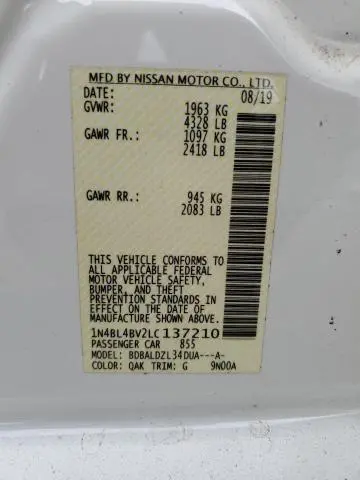 MFD BY NISSAN MOTOR CO., LTD.
DATE: 08/19
GVWR: 1963 KG
4328 LB
GAWR FR.: 1097 KG
2418 LB
GAWR RR.: 945 KG
2083 LB
THIS VEHICLE CONFORMS TO
ALL APPLICABLE FEDERAL
MOTOR VEHICLE SAFETY,
BUMPER, AND THEFT
PREVENTION STANDARDS IN
EFFECT ON THE DATE OF
MANUFACTURE SHOWN ABOVE.
1N4BL4BV2LC137210
PASSENGER CAR 855
MODEL: BDBALDZL34DUA---A-
COLOR: QAK TRIM: G 9N00A